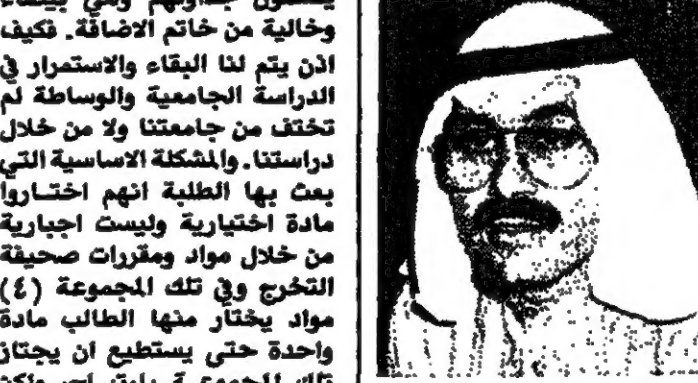 وخالية من خاتم الاضافة. فكيف
اذن يتم لنا البقاء والاستمرار في
الدراسة الجامعية والوساطة لم
تختف من جامعتنا ولا من خلال
دراستنا. والمشكلة الاساسية التي
بعث بها الطلبة انهم اختاروا
مادة اختيارية وليست اجبارية
من خلال مواد ومقررات صحيفة
التخرج وفي تلك المجموعة (٤)
مواد يختار منها الطالب مادة
واحدة حتى يستطيع ان يجتاز